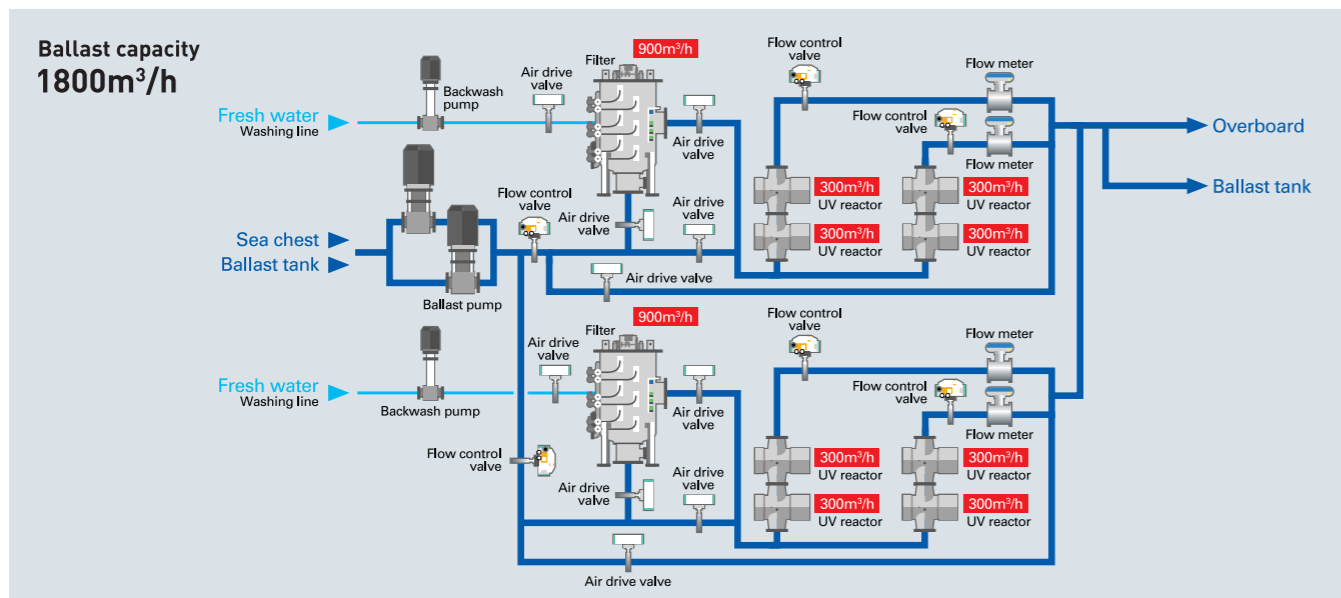 Ballast capacity
1800m³/h
Fresh water
Washing line
Backwash
pump
Air drive
valve
Filter
900m³/h
Air drive
valve
Flow control
valve
Flow meter
Flow control
valve
Flow meter
Overboard
Ballast tank
300m³/h
UV reactor
300m³/h
UV reactor
300m³/h
UV reactor
300m³/h
UV reactor
Sea chest
Ballast tank
Ballast pump
Flow control
valve
Air drive
valve
Air drive
valve
Air drive valve
Fresh water
Washing line
Backwash pump
Air drive
valve
Filter
900m³/h
Air drive
valve
Flow control
valve
Flow meter
Flow control
valve
Flow meter
300m³/h
UV reactor
300m³/h
UV reactor
300m³/h
UV reactor
300m³/h
UV reactor
Flow control
valve
Air drive
valve
Air drive
valve
Air drive valve